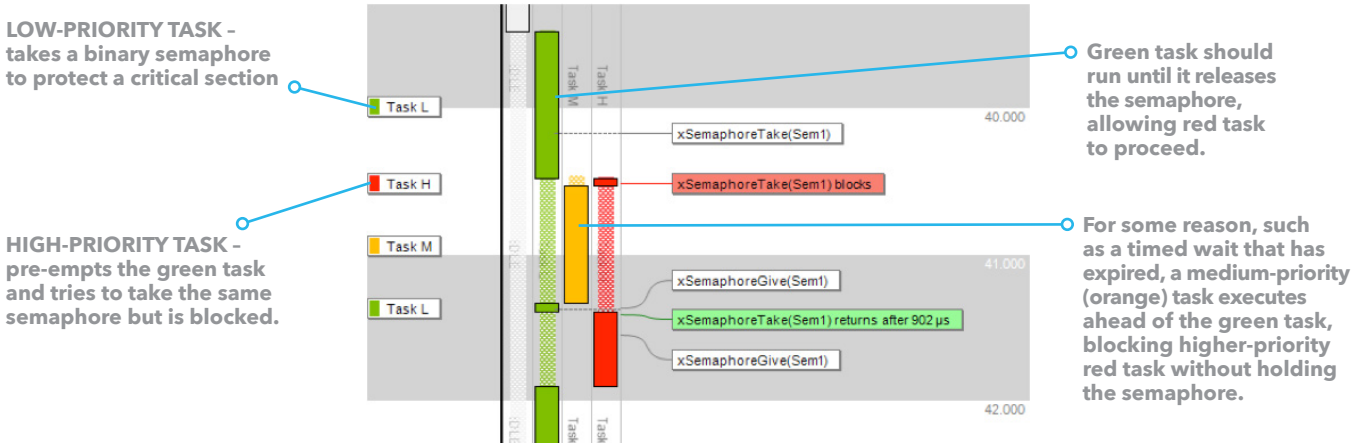 LOW-PRIORITY TASK –
takes a binary semaphore
to protect a critical section
HIGH-PRIORITY TASK –
pre-empts the green task
and tries to take the same
semaphore but is blocked.
Task L
Task H
Task M
Task L
IDLE
Task M
Task H
IDLE
IDLE
Task
Task
xSemaphoreTake(Sem1)
xSemaphoreTake(Sem1) blocks
xSemaphoreGive(Sem1)
xSemaphoreTake(Sem1) returns after 902 µs
xSemaphoreGive(Sem1)
40.000
41.000
42.000
Green task should
run until it releases
the semaphore,
allowing red task
to proceed.
For some reason, such
as a timed wait that has
expired, a medium-priority
(orange) task executes
ahead of the green task,
blocking higher-priority
red task without holding
the semaphore.